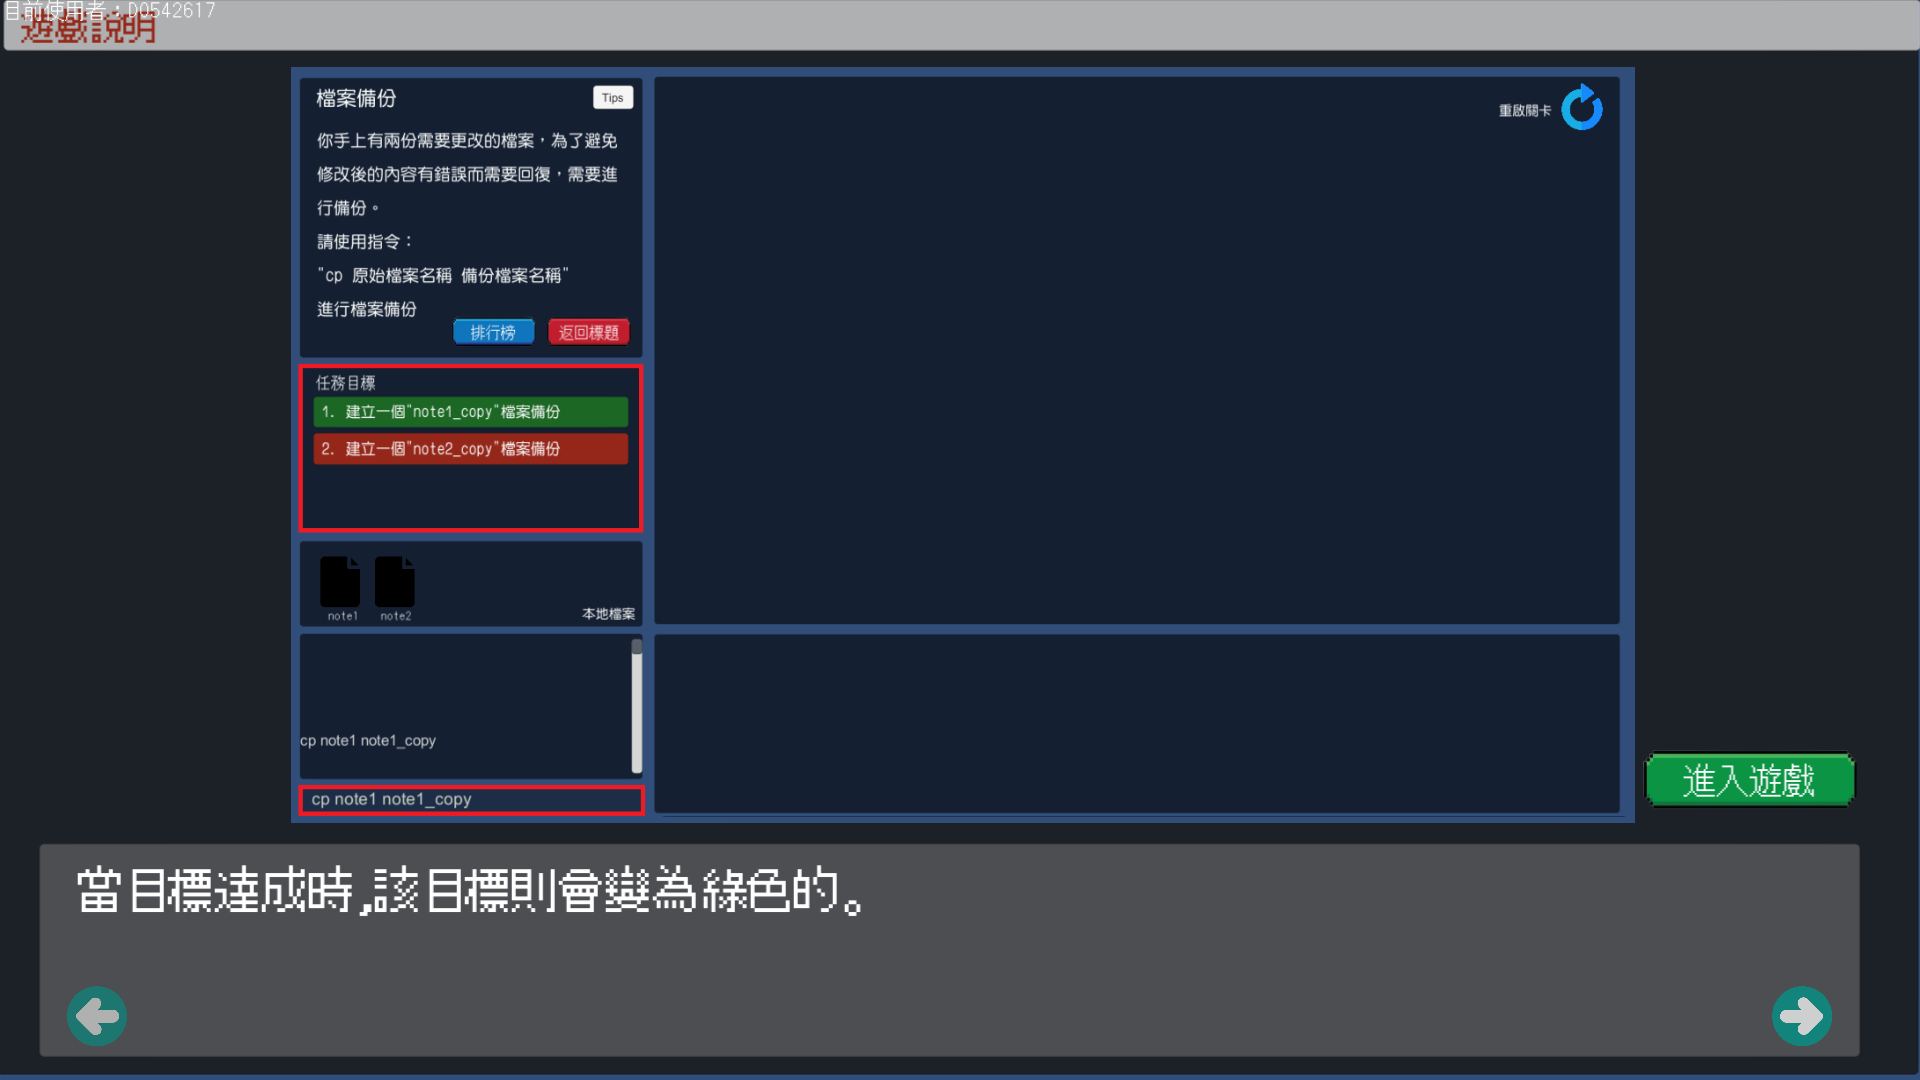 目前使用者：D0542617
遊戲說明
檔案備份
Tips
你手上有兩份需要更改的檔案，為了避免
修改後的內容有錯誤而需要回復，需要進
行備份。
請使用指令：
"cp 原始檔案名稱 備份檔案名稱"
進行檔案備份
排行榜
返回標題
重啟關卡
任務目標
1. 建立一個"note1_copy"檔案備份
2. 建立一個"note2_copy"檔案備份
note1
note2
本地檔案
cp note1 note1_copy
cp note1 note1_copy
進入遊戲
當目標達成時,該目標則會變為綠色的。